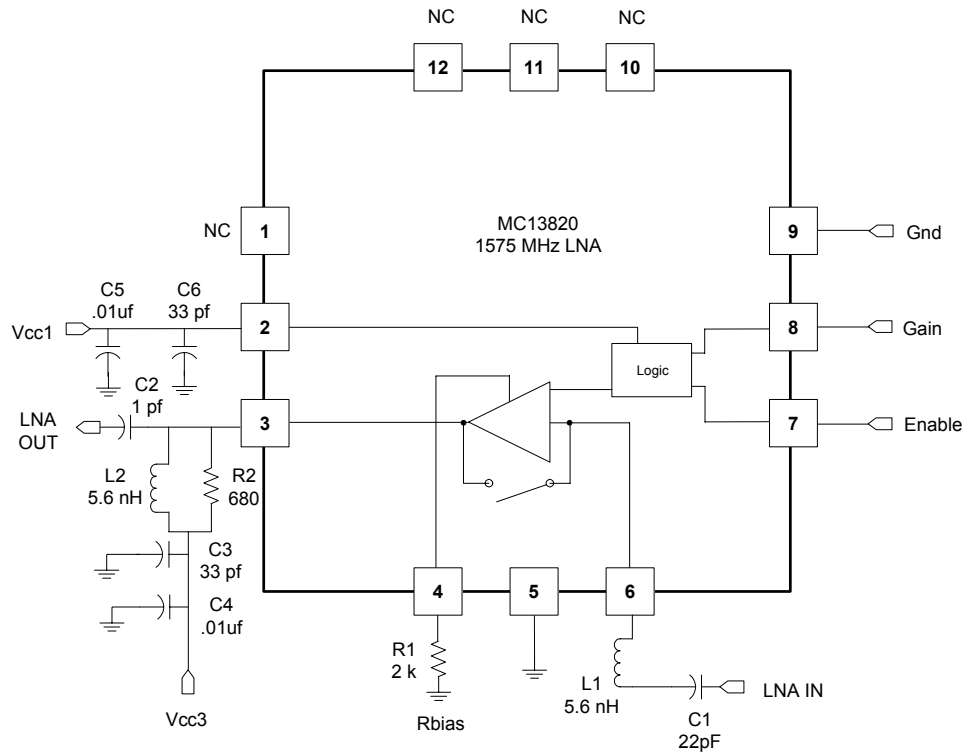 NC
NC
NC
12
11
10
MC13820
1575 MHz LNA
NC
1
9
Gnd
C5
.01uf
C6
33 pf
Vcc1
2
8
Gain
Logic
C2
1 pf
LNA
OUT
3
7
Enable
L2
5.6 nH
R2
680
C3
33 pf
C4
.01uf
Vcc3
4
5
6
R1
2 k
Rbias
L1
5.6 nH
C1
22pF
LNA IN